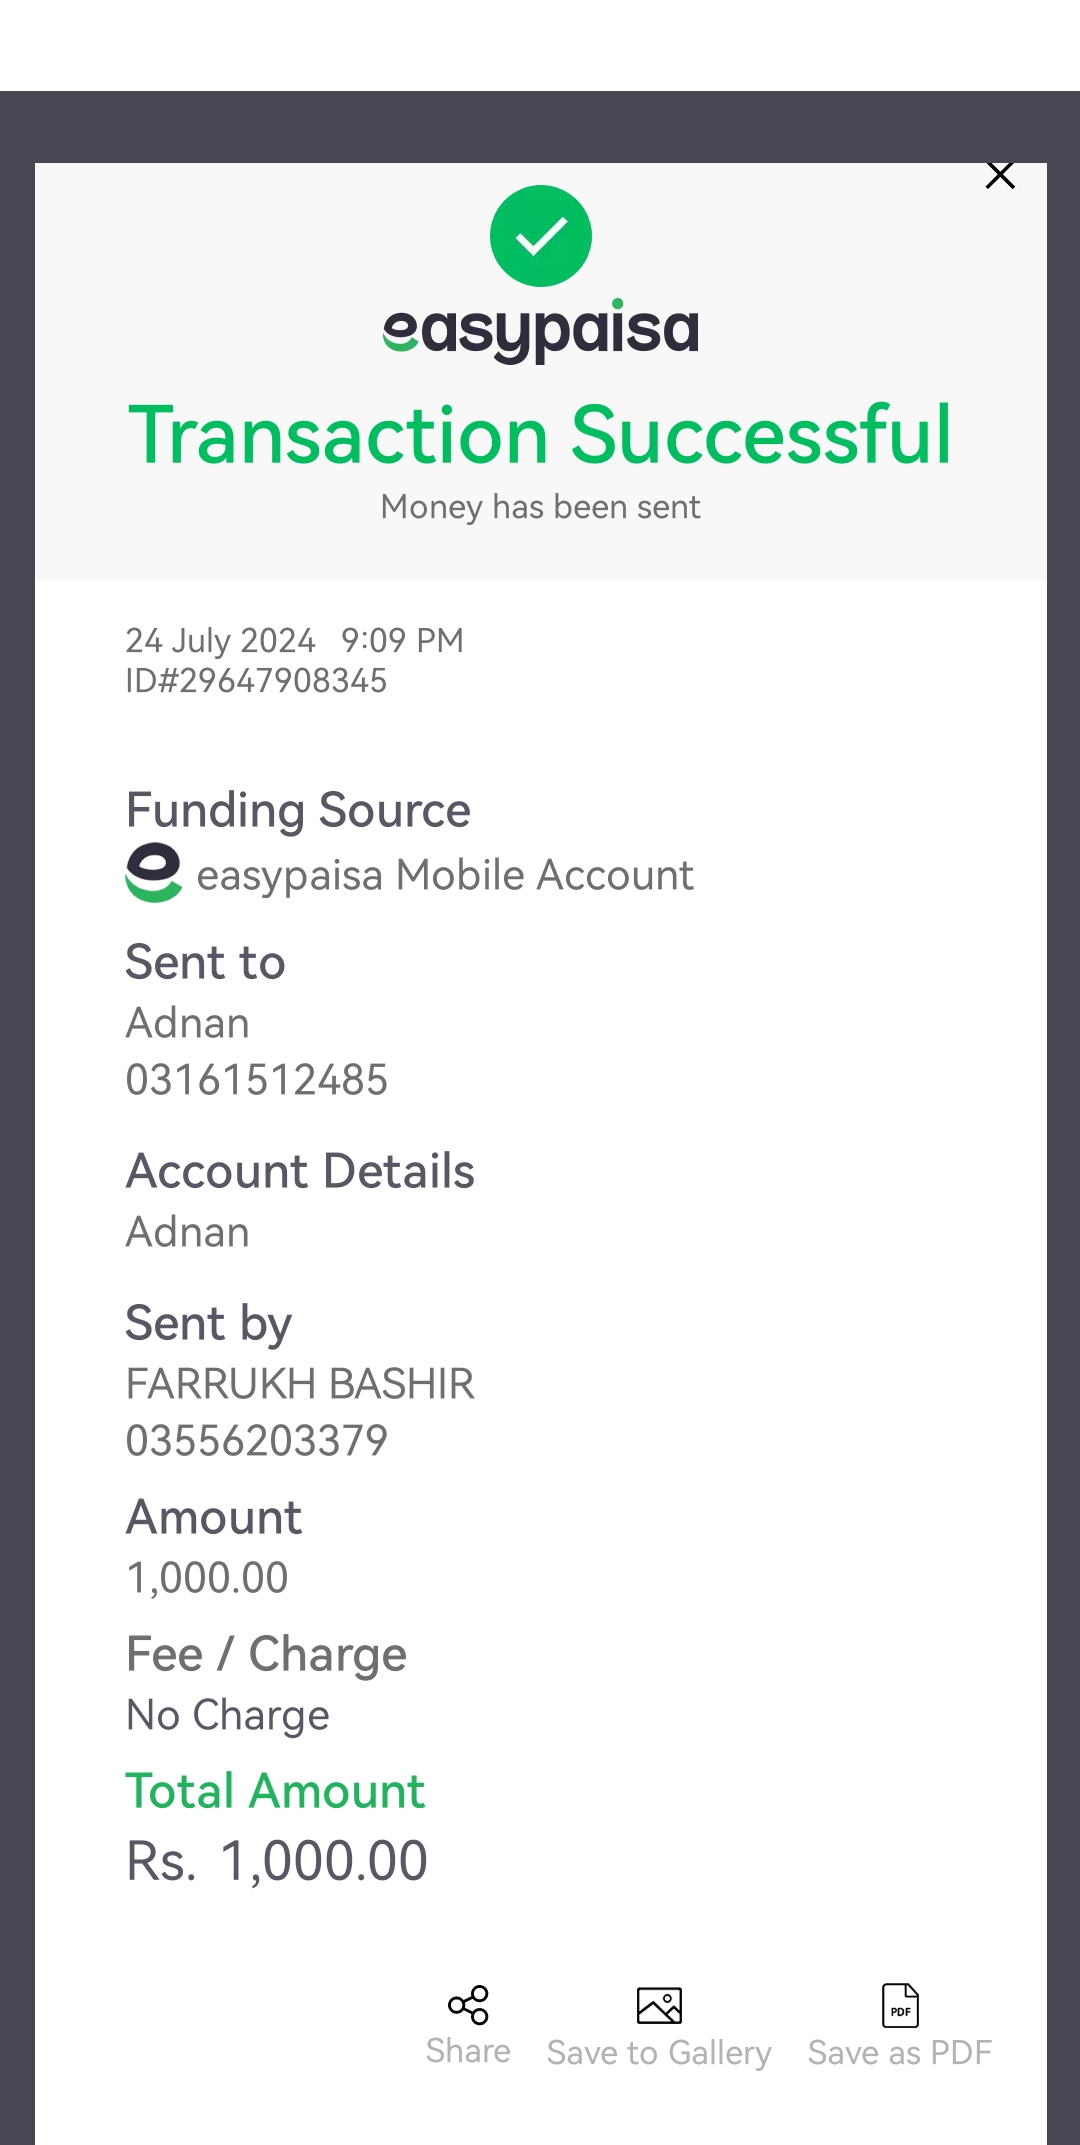 easypaisa
Transaction Successful
Money has been sent
24 July 2024 9:09 PM
ID#29647908345
Funding Source
easypaisa Mobile Account
Sent to
Adnan
03161512485
Account Details
Adnan
Sent by
FARRUKH BASHIR
03556203379
Amount
1,000.00
Fee / Charge
No Charge
Total Amount
Rs. 1,000.00
PDF
Share Save to Gallery Save as PDF